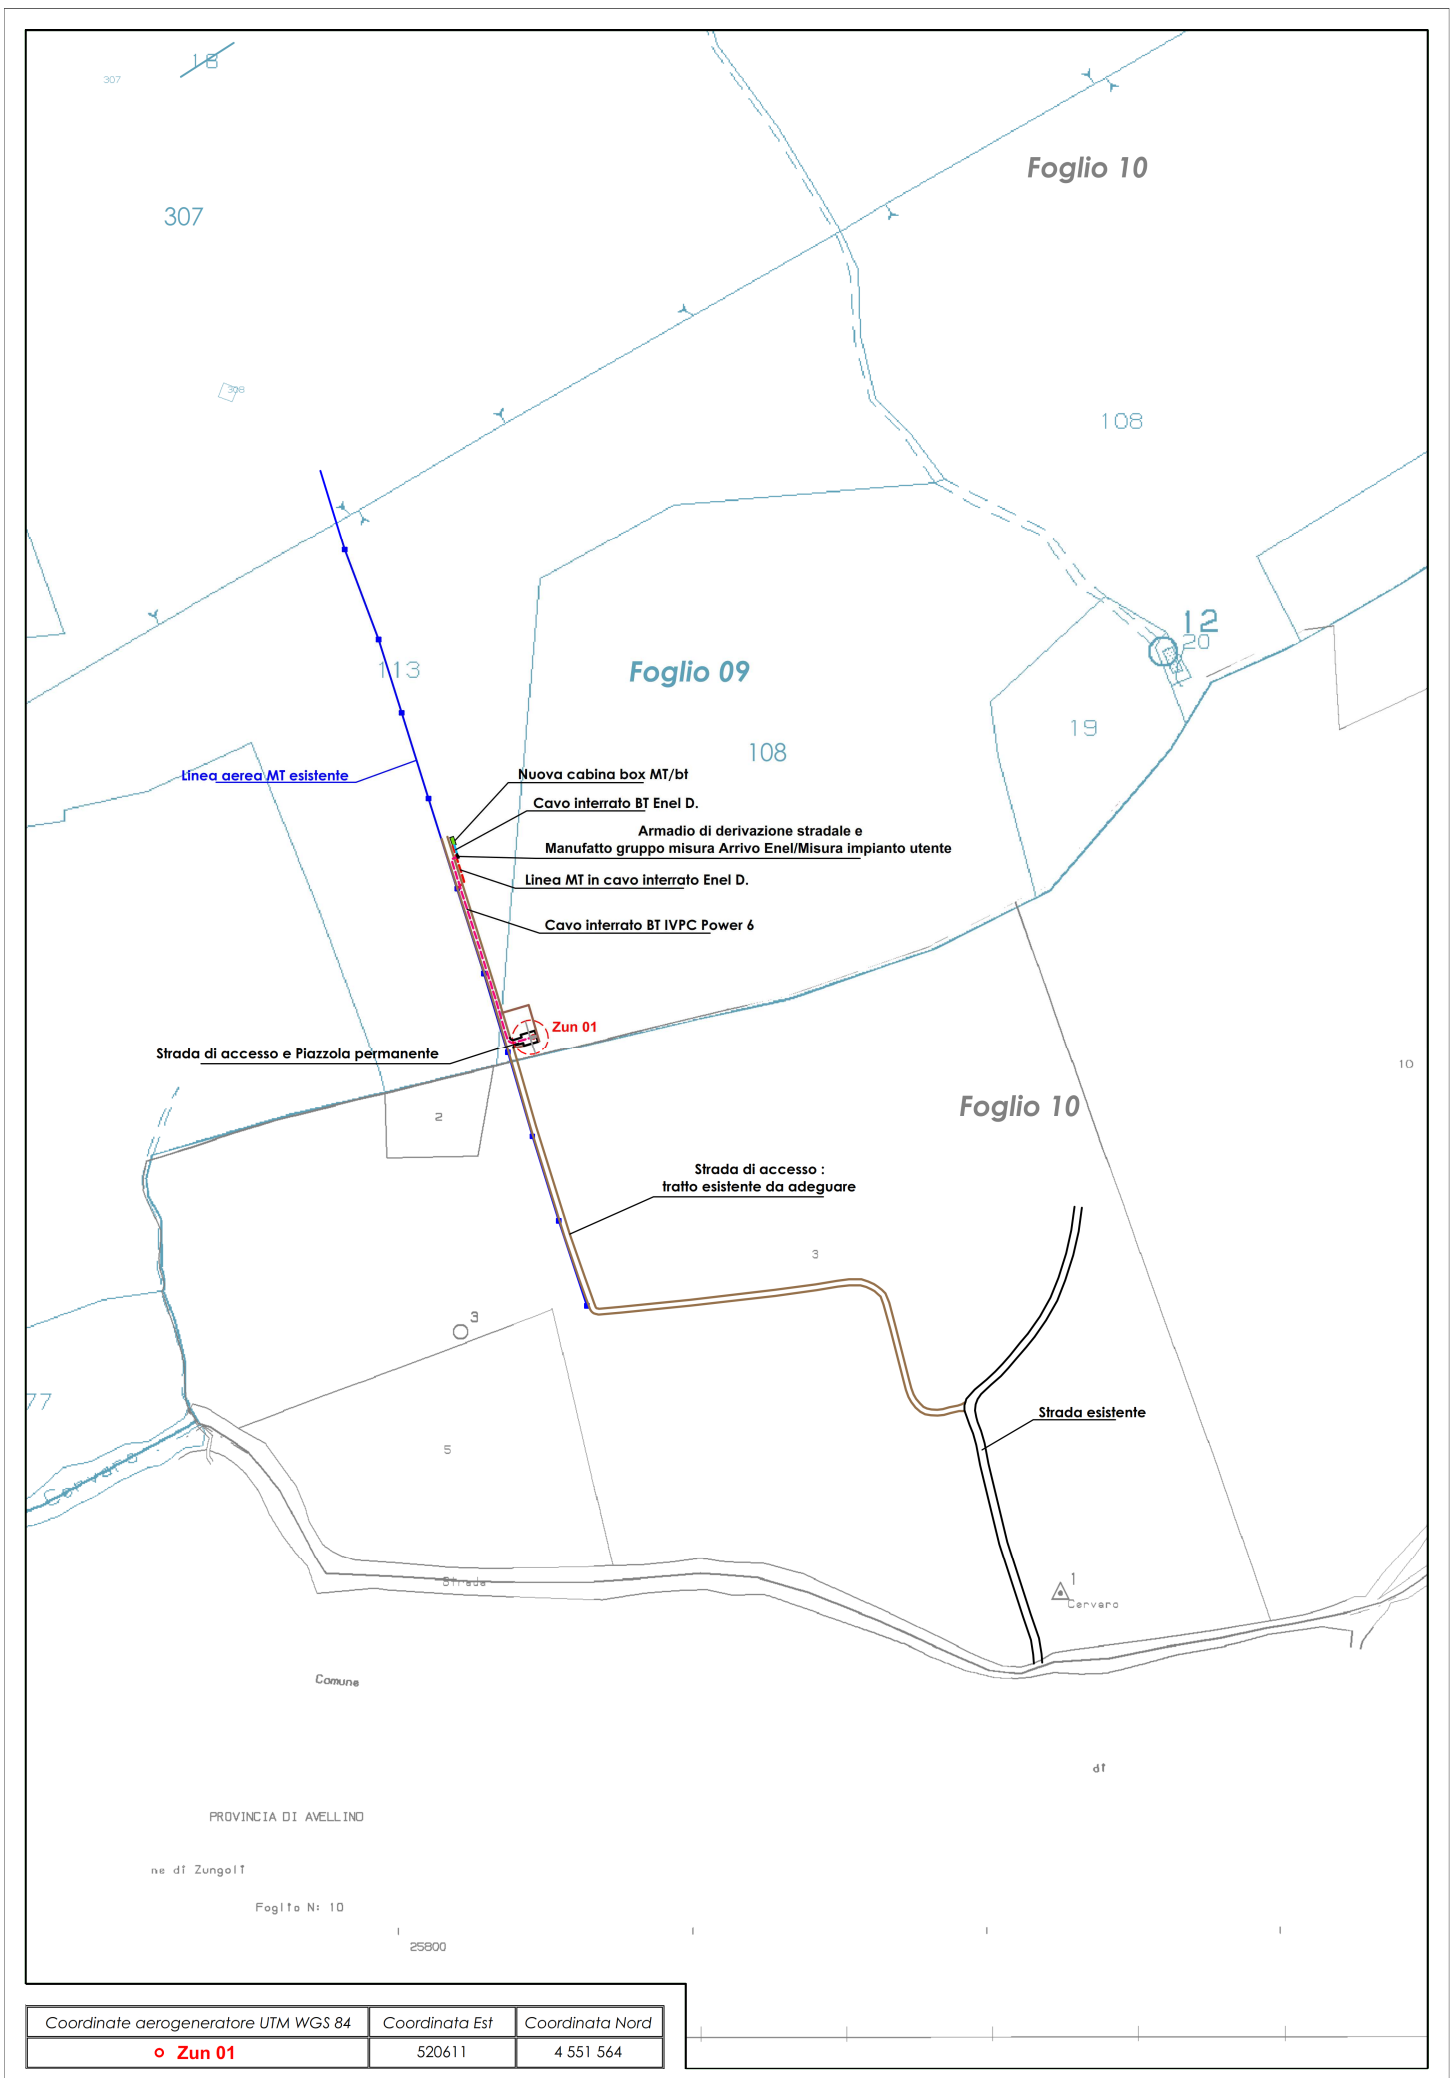 18
307
Foglio 10
307
308
108
12
20
113
Foglio 09
19
108
Linea aerea MT esistente
Nuova cabina box MT/bt
Cavo interrato BT Enel D.
Armadio di derivazione stradale e
Manufatto gruppo misura Arrivo Enel/Misura impianto utente
Linea MT in cavo interrato Enel D.
Cavo interrato BT IVPC Power 6
Zun 01
Strada di accesso e Piazzola permanente
10
2
Foglio 10
Strada di accesso :
tratto esistente da adeguare
3
3
77
Strada esistente
5
Cervaro
Strada
1
Cervaro
Comune
di
PROVINCIA DI AVELLINO
ne di Zungoli
Foglio N: 10
25800
Coordinate aerogeneratore UTM WGS 84 Coordinata Est Coordinata Nord
Zun 01 520611 4 551 564